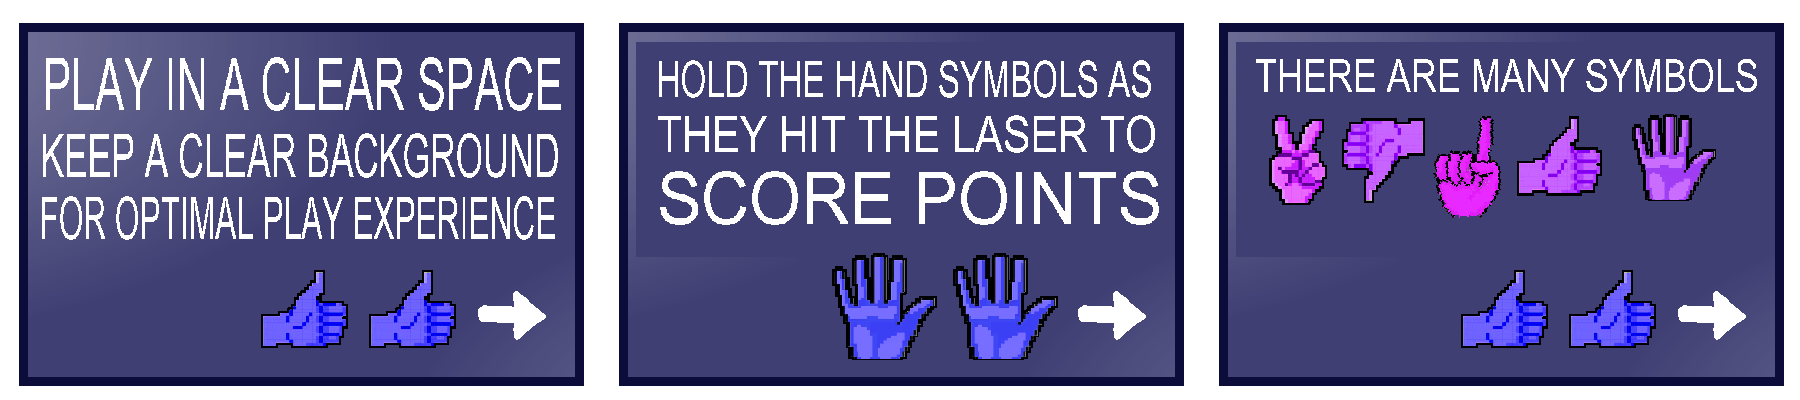 PLAY IN A CLEAR SPACE
KEEP A CLEAR BACKGROUND
FOR OPTIMAL PLAY EXPERIENCE
HOLD THE HAND SYMBOLS AS
THEY HIT THE LASER TO
SCORE POINTS
THERE ARE MANY SYMBOLS